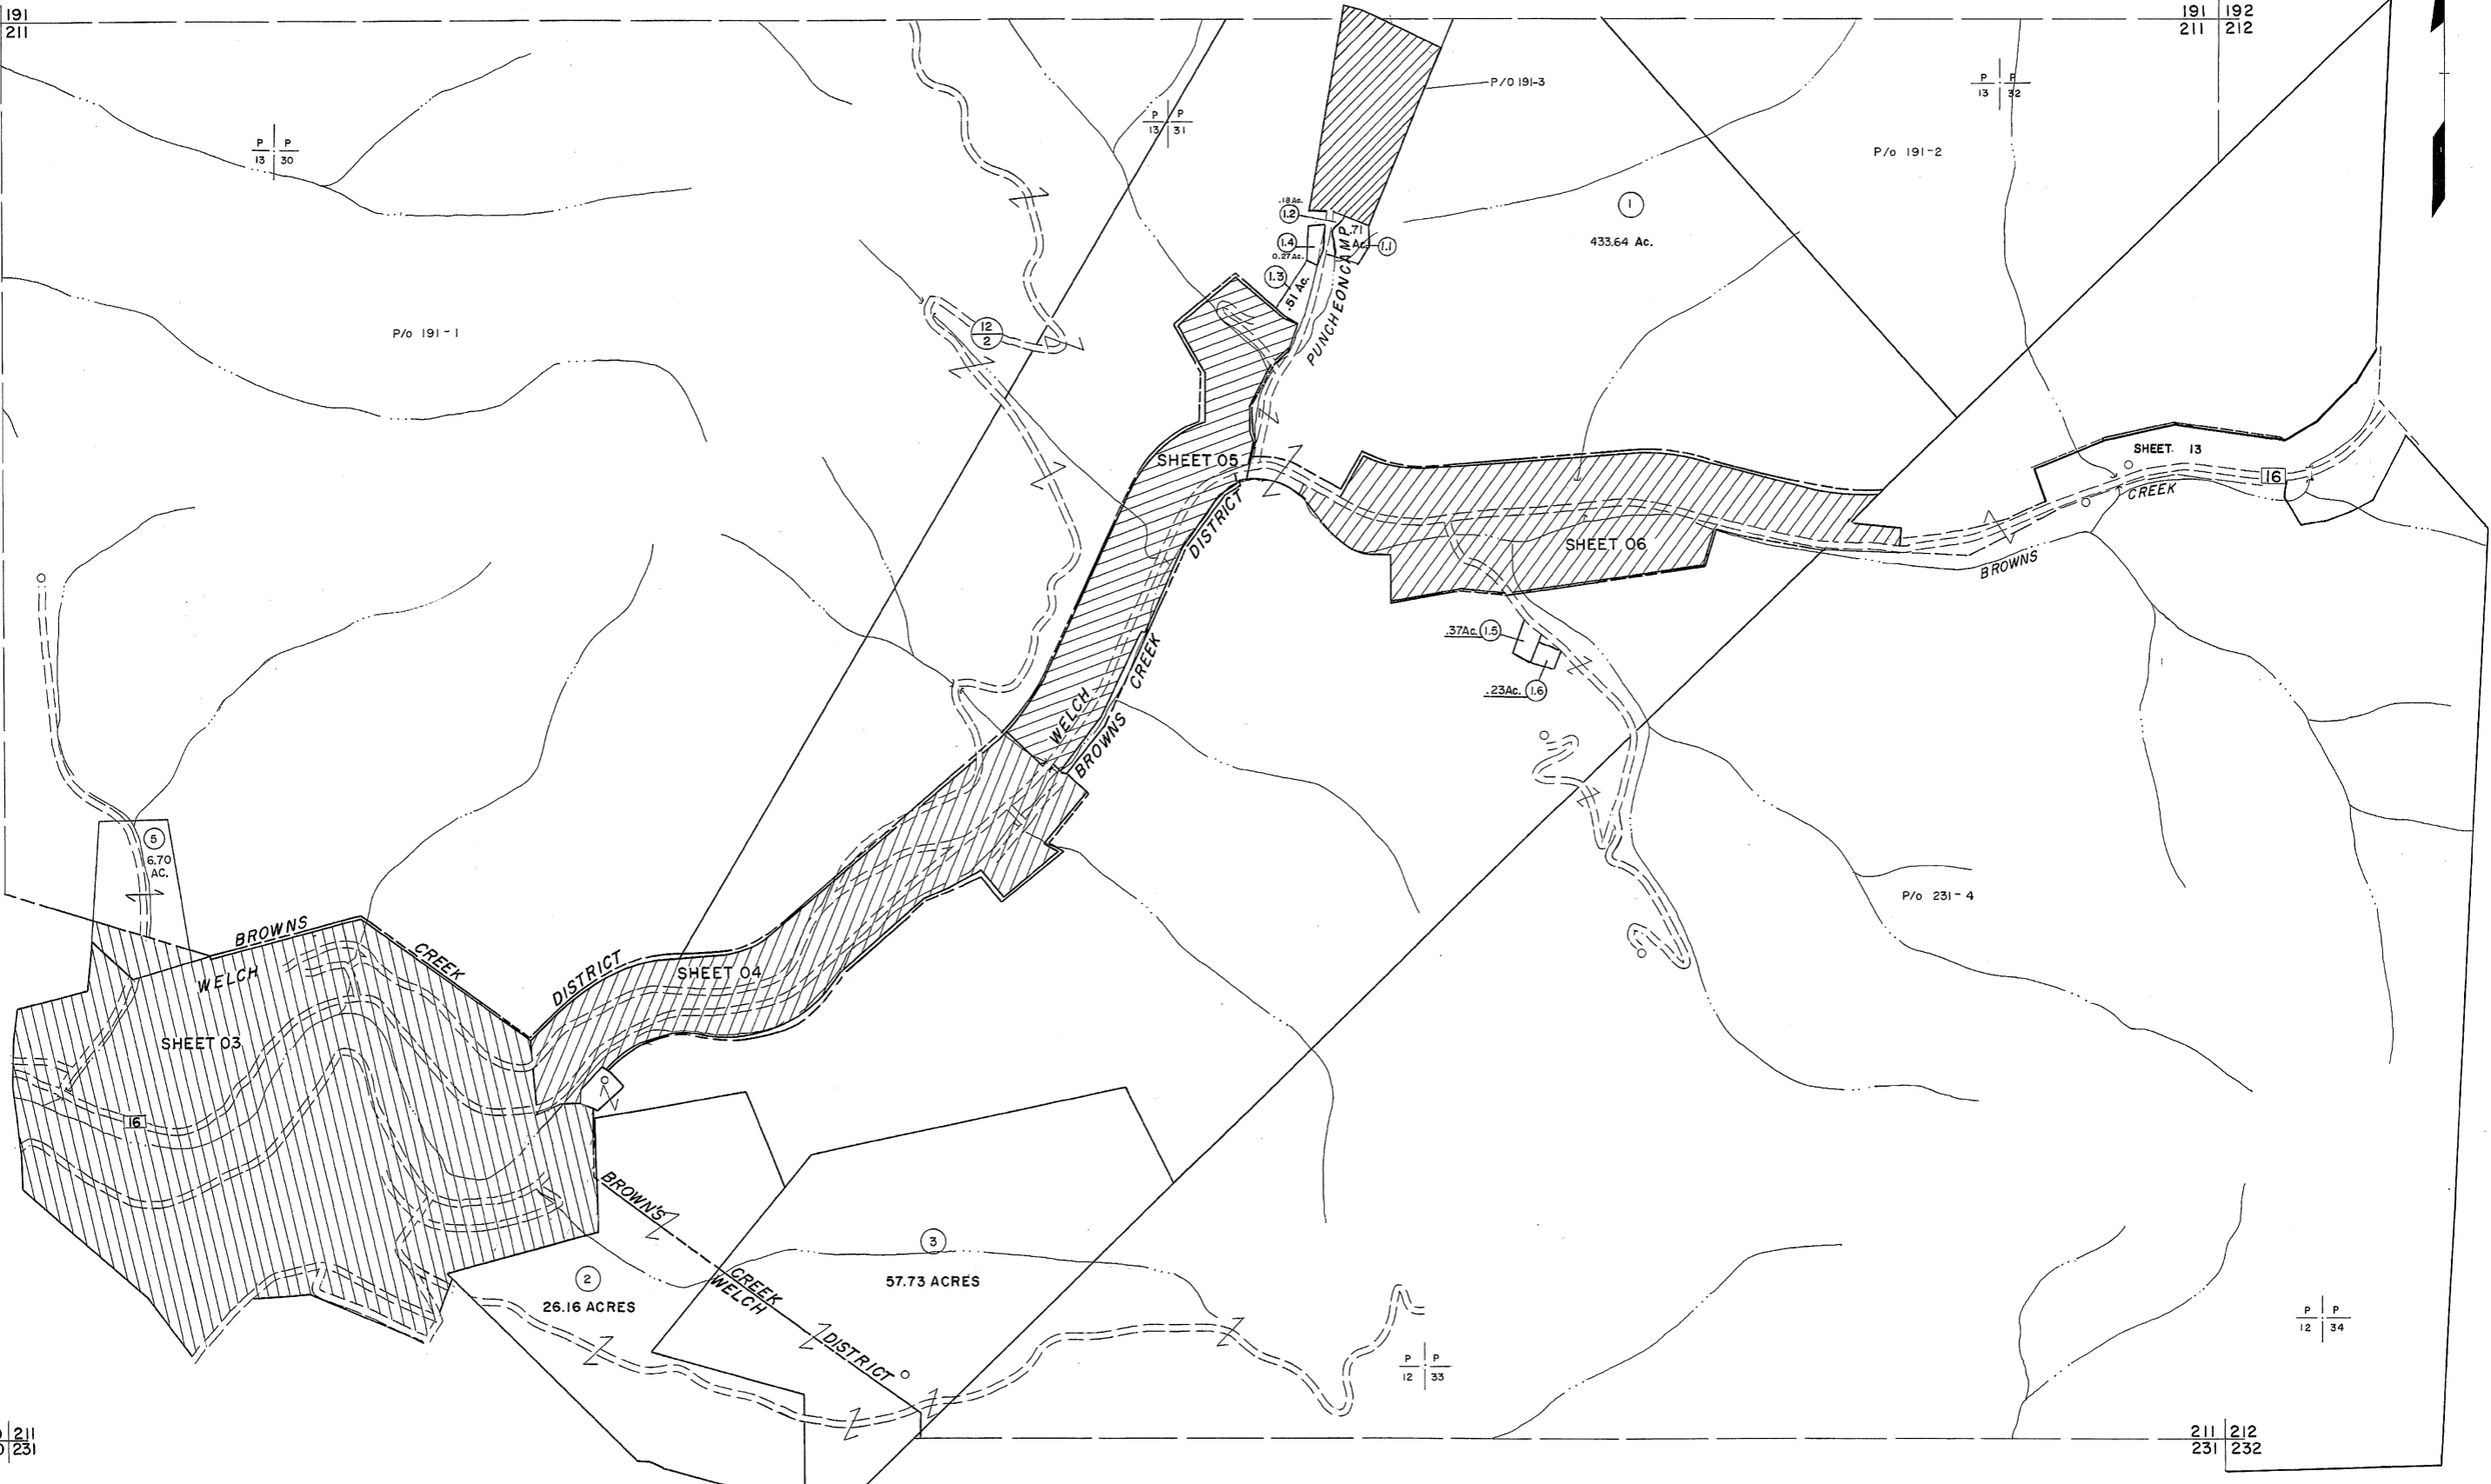 191
211
191 192
211 212
P/O 191-3
P P
13 32
P P
13 31
P P
13 30
P/o 191-2
.18 Ac.
1.2
1
.71
Ac.
1.1
1.4
0.27Ac.
433.64 Ac.
1.3
.51 Ac.
PUNCHEONCAMP
12
2
P/o 191-1
SHEET 05
SHEET. 13
16
CREEK
DISTRICT
SHEET 06
BROWNS
.37Ac.
1.5
CREEK
.23Ac.
1.6
WELCH
BROWNS
5
6.70
AC.
P/o 231-4
BROWNS
CREEK
WELCH
DISTRICT
SHEET 04
SHEET 03
16
BROWN'S
3
2
CREEK
WELCH
57.73 ACRES
26.16 ACRES
DISTRICT
P P
12 34
P P
12 33
211
231
211 212
231 232